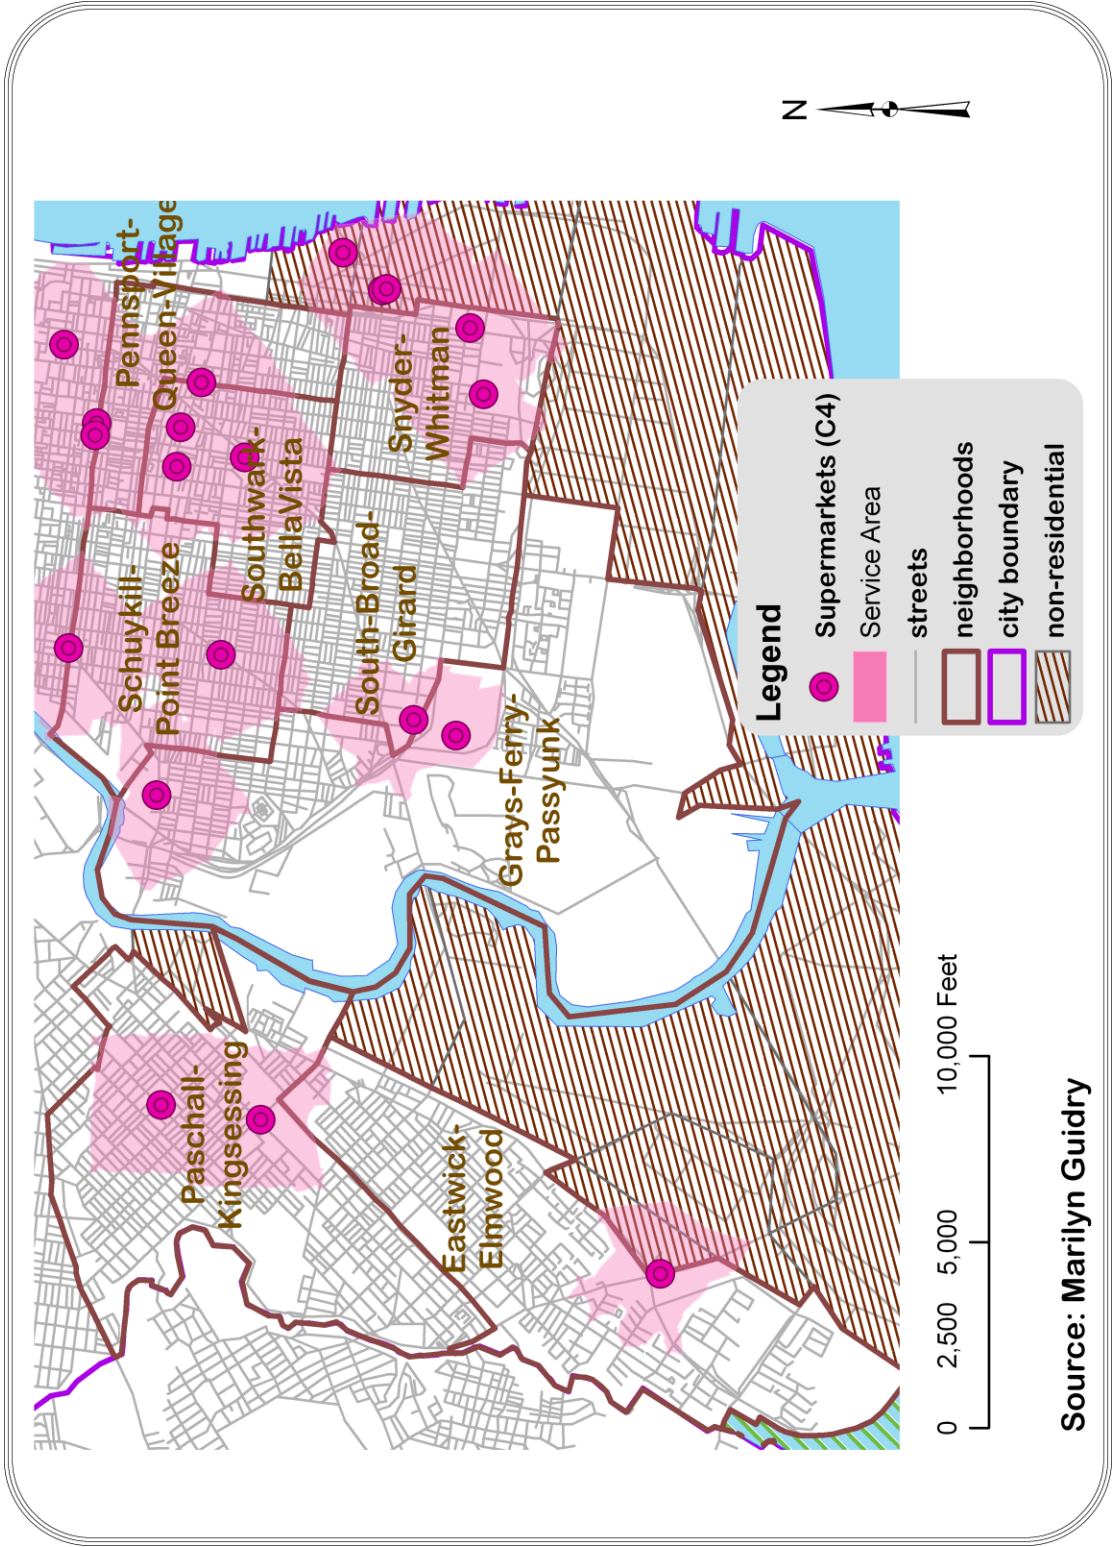 Pennsport-
Queen-Village
Schuykill-
Point Breeze
Southwark-
BellaVista
Snyder-
Whitman
South-Broad-
Girard
Grays-Ferry-
Passyunk
Paschall-
Kingsessing
Eastwick-
Elmwood
N
Legend
Supermarkets (C4)
Service Area
streets
neighborhoods
city boundary
non-residential
0 2,500 5,000 10,000 Feet
Source: Marilyn Guidry